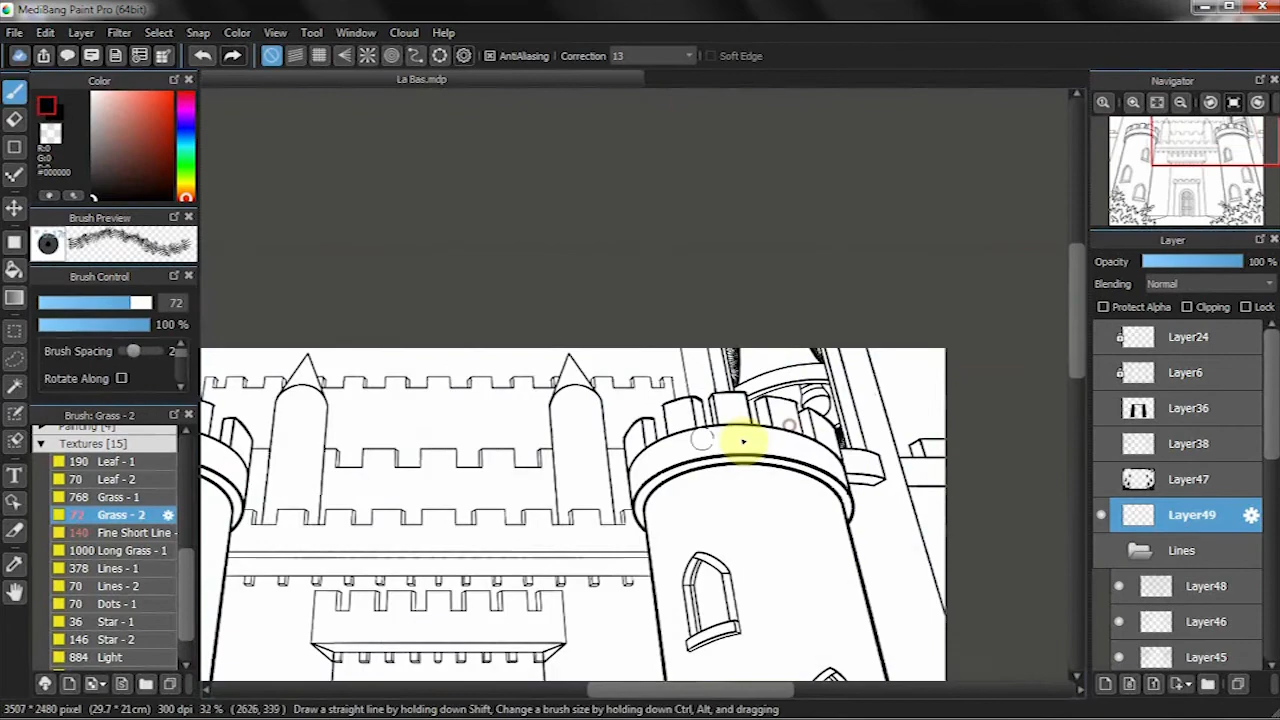 MediBang Paint Pro (64bit)
File Edit Layer Filter Select Snap Color View Tool Window Cloud Help
AntiAliasing Correction 13 Soft Edge
Color
La Bas.mdp
Navigator
R:0
G:0
#000000
Brush Preview
Layer
Opacity 100 %
Blending Normal
Protect Alpha Clipping Lock
Brush Control
72
100 %
Brush Spacing 2
Rotate Along
Brush: Grass - 2
Painting [4]
Textures [15]
190 Leaf - 1
70 Leaf - 2
768 Grass - 1
72 Grass - 2
140 Fine Short Line -
1000 Long Grass - 1
378 Lines - 1
70 Lines - 2
70 Dots - 1
36 Star - 1
146 Star - 2
884 Light
Layer24
Layer6
Layer36
Layer38
Layer47
Layer49
Lines
Layer48
Layer46
Layer45
3507 * 2480 pixel (29.7 * 21cm) 300 dpi 32 % ( 2626, 339 ) Draw a straight line by holding down Shift, Change a brush size by holding down Ctrl, Alt, and dragging